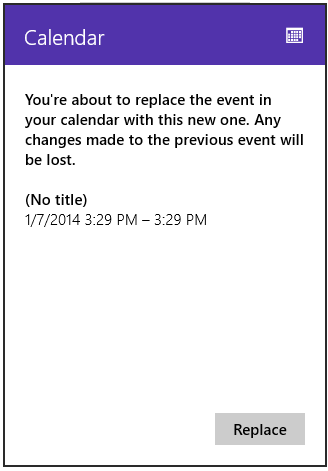 Calendar
You're about to replace the event in
your calendar with this new one. Any
changes made to the previous event will
be lost.
(No title)
1/7/2014 3:29 PM – 3:29 PM
Replace